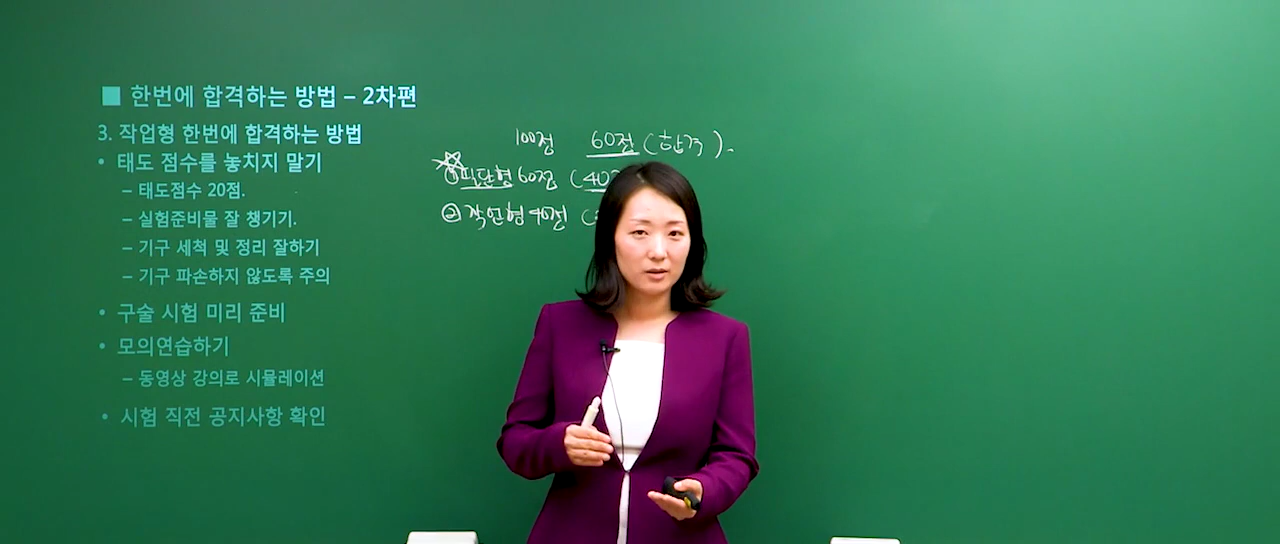 ■ 한번에 합격하는 방법 – 2차편
3. 작업형 한번에 합격하는 방법
• 태도 점수를 놓치지 말기
– 태도점수 20점.
– 실험준비물 잘 챙기기.
– 기구 세척 및 정리 잘하기
– 기구 파손하지 않도록 주의
• 구술 시험 미리 준비
• 모의연습하기
– 동영상 강의로 시뮬레이션
• 시험 직전 공지사항 확인
100점 60점 (합격).
① 필답형 60점 (40
② 작업형 40점 (